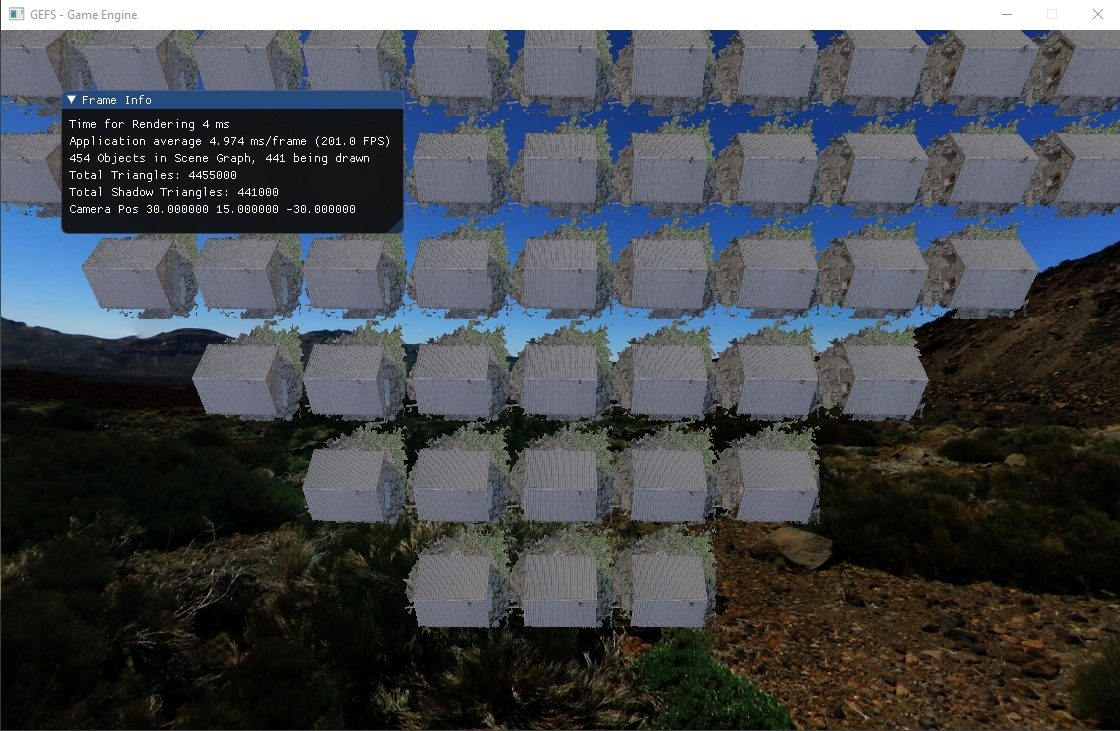 GEFS - Game Engine
Frame Info
Time for Rendering 4 ms
Application average 4.974 ms/frame (201.0 FPS)
454 Objects in Scene Graph, 441 being drawn
Total Triangles: 4455000
Total Shadow Triangles: 441000
Camera Pos 30.000000 15.000000 -30.000000